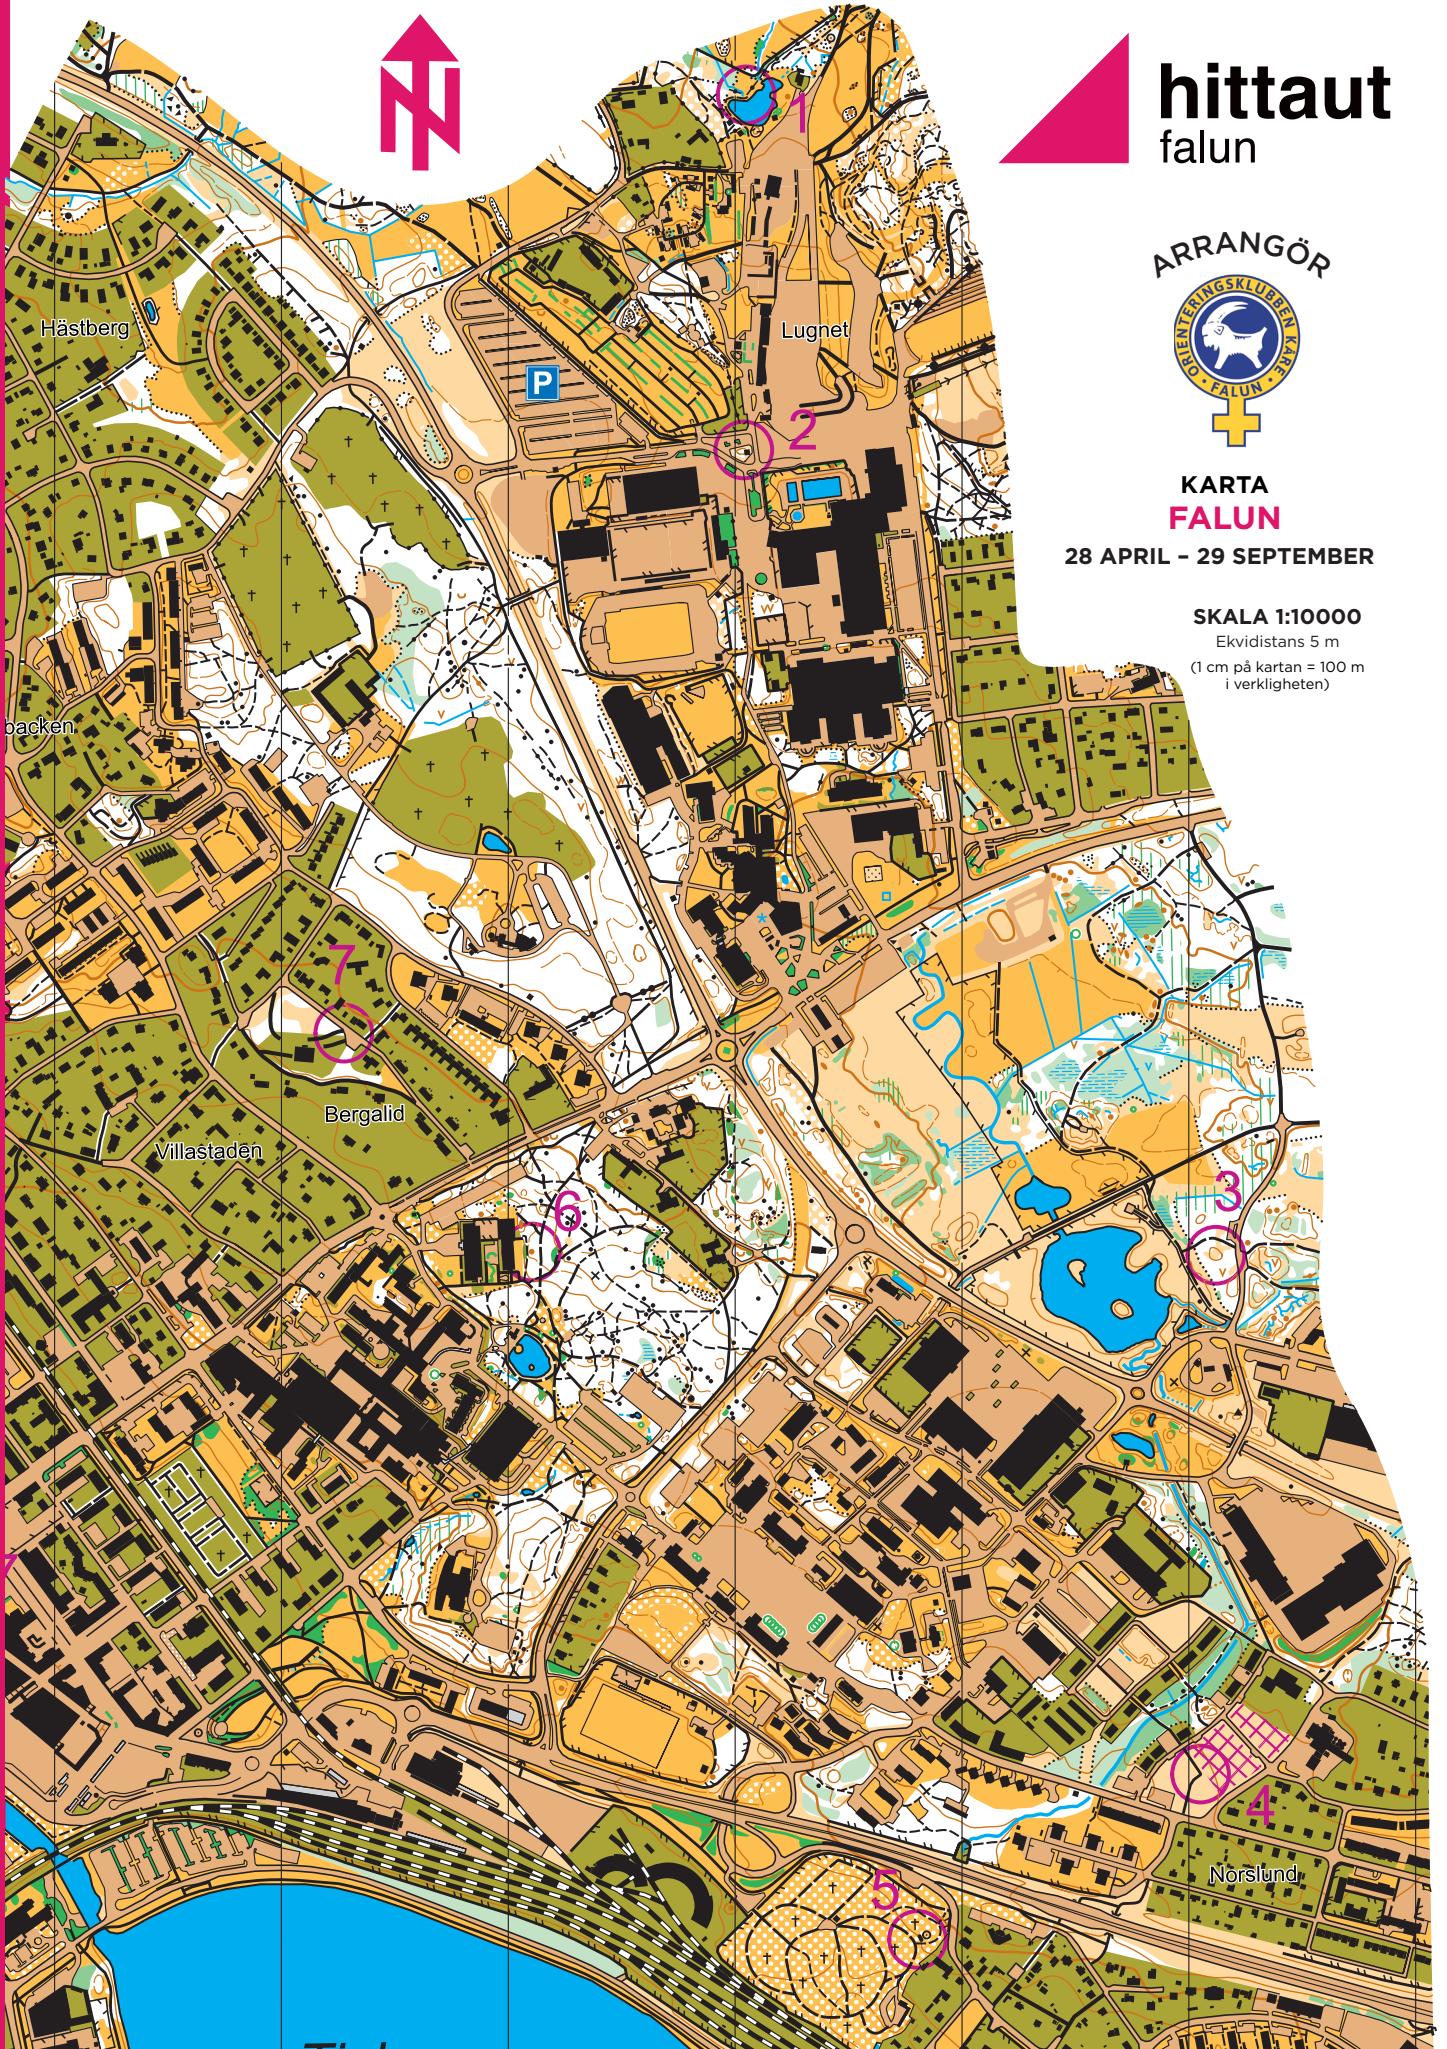 N
hittaut
falun
ARRANGÖR
ORIENTERINGSKLUBBEN KÅRE
· FALUN ·
KARTA
FALUN
28 APRIL – 29 SEPTEMBER
SKALA 1:10000
Ekvidistans 5 m
(1 cm på kartan = 100 m
i verkligheten)
1
Hästberg
Lugnet
P
2
backen
7
Bergalid
Villastaden
3
6
4
Norslund
5